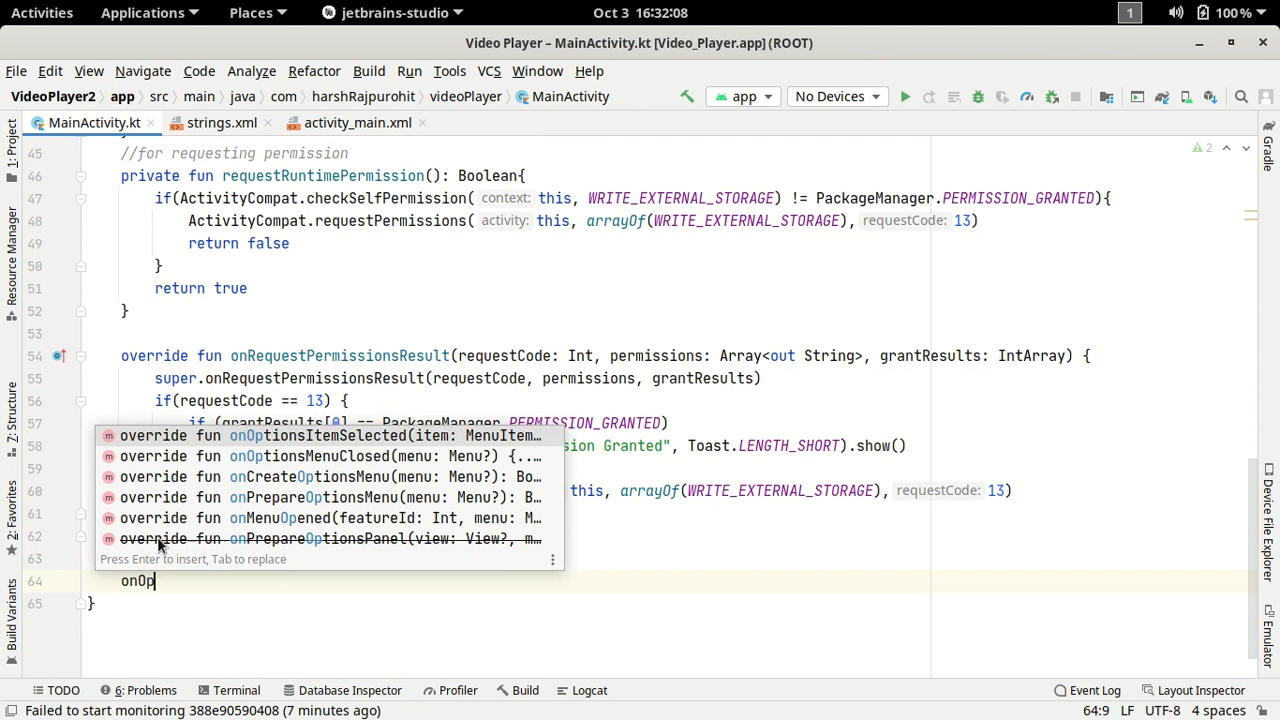 Activities Applications Places jetbrains-studio Oct 3 16:32:08 1 100%
Video Player – MainActivity.kt [Video_Player.app] (ROOT)
File Edit View Navigate Code Analyze Refactor Build Run Tools VCS Window Help
VideoPlayer2 app src main java com harshRajpurohit videoPlayer MainActivity app No Devices
MainActivity.kt strings.xml activity_main.xml
1: Project
Resource Manager
7: Structure
2: Favorites
Build Variants
45 //for requesting permission
46 private fun requestRuntimePermission(): Boolean{
47 if(ActivityCompat.checkSelfPermission( context: this, WRITE_EXTERNAL_STORAGE) != PackageManager.PERMISSION_GRANTED){
48 ActivityCompat.requestPermissions( activity: this, arrayOf(WRITE_EXTERNAL_STORAGE), requestCode: 13)
49 return false
50 }
51 return true
52 }
53
54 override fun onRequestPermissionsResult(requestCode: Int, permissions: Array<out String>, grantResults: IntArray) {
55 super.onRequestPermissionsResult(requestCode, permissions, grantResults)
56 if(requestCode == 13) {
57 if (grantResults[0] == PackageManager.PERMISSION_GRANTED)
58 sion Granted", Toast.LENGTH_SHORT).show()
59
60 this, arrayOf(WRITE_EXTERNAL_STORAGE), requestCode: 13)
61
62
63
64 onOp
65 }
override fun onOptionsItemSelected(item: MenuItem…
override fun onOptionsMenuClosed(menu: Menu?) {..…
override fun onCreateOptionsMenu(menu: Menu?): Bo…
override fun onPrepareOptionsMenu(menu: Menu?): B…
override fun onMenuOpened(featureId: Int, menu: M…
override fun onPrepareOptionsPanel(view: View?, m…
Press Enter to insert, Tab to replace
2
Gradle
Device File Explorer
Emulator
TODO 6: Problems Terminal Database Inspector Profiler Build Logcat Event Log Layout Inspector
Failed to start monitoring 388e90590408 (7 minutes ago) 64:9 LF UTF-8 4 spaces